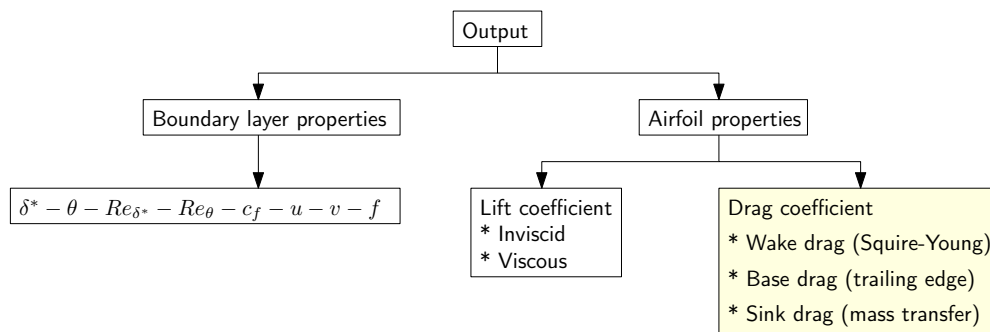 Output
Boundary layer properties
Airfoil properties
δ* − θ − Re_δ* − Re_θ − c_f − u − v − f
Lift coefficient
* Inviscid
* Viscous
Drag coefficient
* Wake drag (Squire-Young)
* Base drag (trailing edge)
* Sink drag (mass transfer)